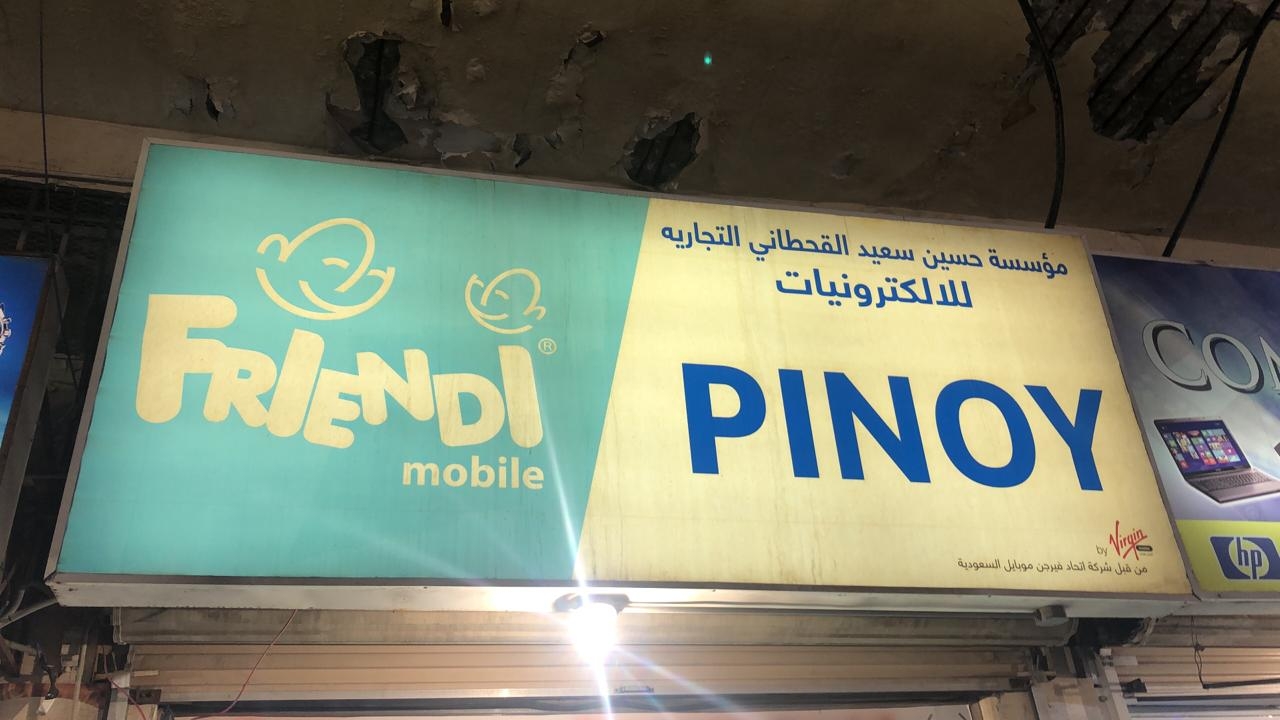 FRIENDI®
mobile
مؤسسة حسين سعيد القحطاني التجاريه
للالكترونيات
PINOY
by Virgin
من قبل شركة اتحاد فيرجن موبايل السعودية
hp